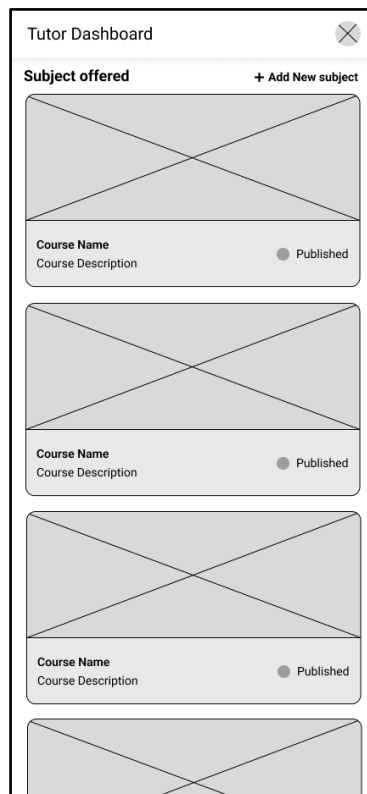 Tutor Dashboard
Subject offered
+ Add New subject
Course Name
Course Description
Published
Course Name
Course Description
Published
Course Name
Course Description
Published